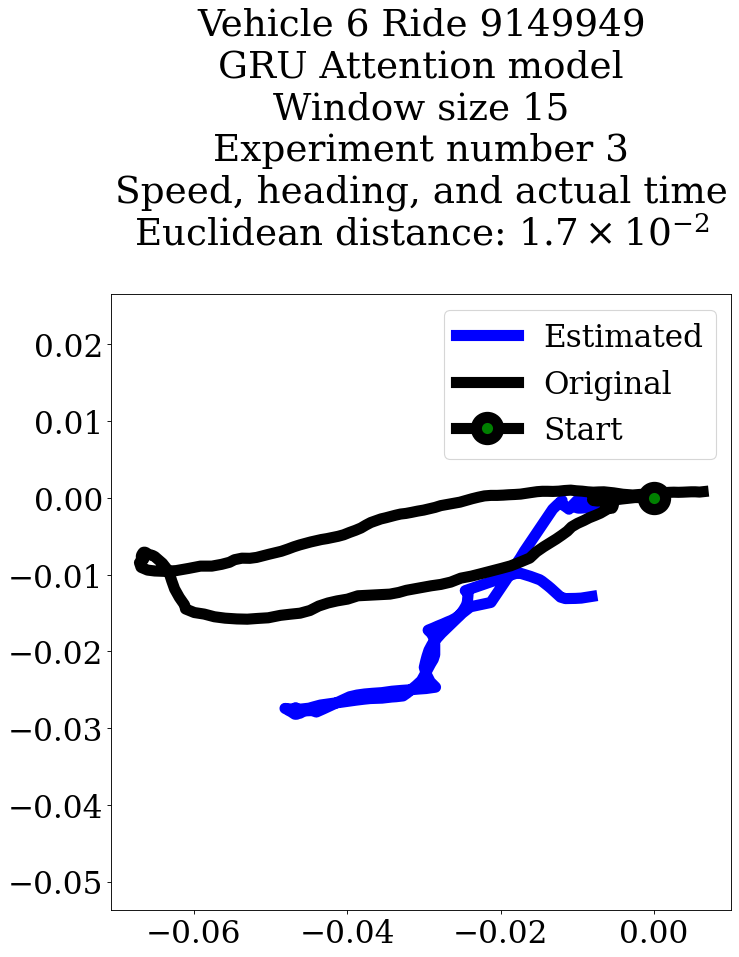 Vehicle 6 Ride 9149949
GRU Attention model
Window size 15
Experiment number 3
Speed, heading, and actual time
Euclidean distance: 1.7 × 10⁻²
Estimated
Original
Start
0.02
0.01
0.00
−0.01
−0.02
−0.03
−0.04
−0.05
−0.06 −0.04 −0.02 0.00